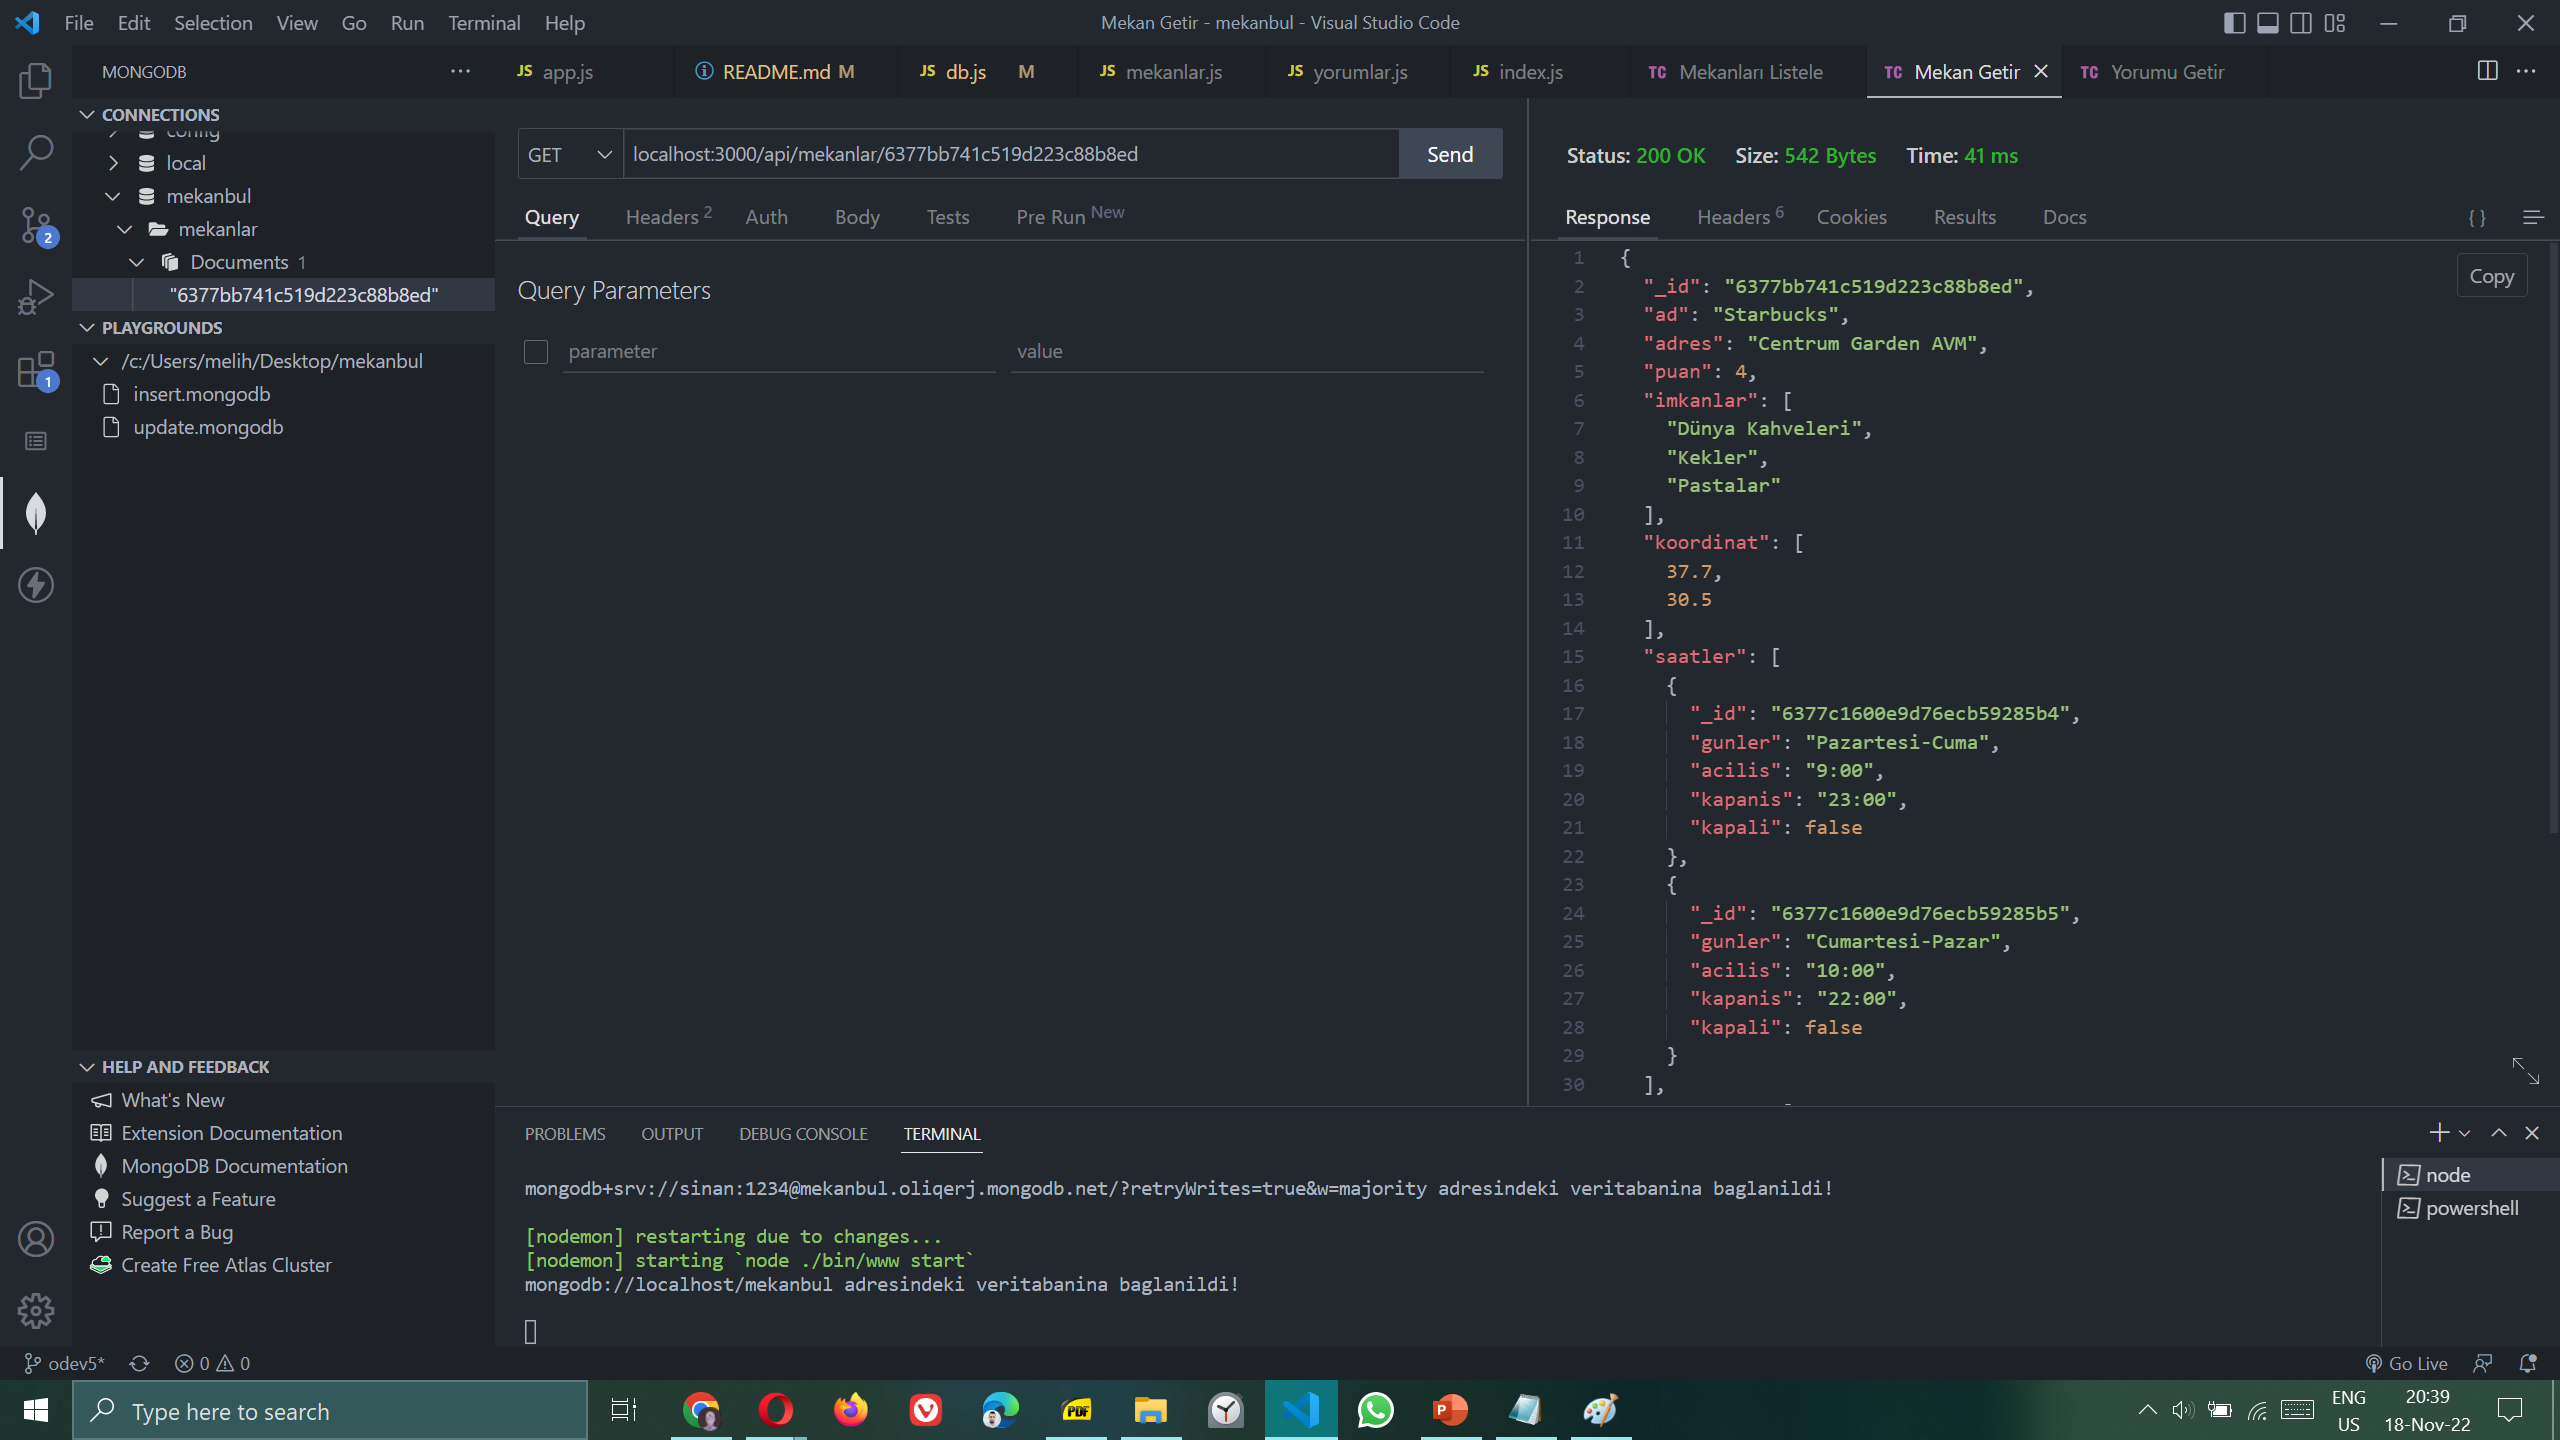 File Edit Selection View Go Run Terminal Help
Mekan Getir - mekanbul - Visual Studio Code
MONGODB
JS app.js
README.md M
JS db.js M
JS mekanlar.js
JS yorumlar.js
JS index.js
TC Mekanları Listele
TC Mekan Getir
TC Yorumu Getir
CONNECTIONS
config
local
mekanbul
mekanlar
Documents 1
"6377bb741c519d223c88b8ed"
PLAYGROUNDS
/c:/Users/melih/Desktop/mekanbul
insert.mongodb
update.mongodb
HELP AND FEEDBACK
What's New
Extension Documentation
MongoDB Documentation
Suggest a Feature
Report a Bug
Create Free Atlas Cluster
2
1
GET localhost:3000/api/mekanlar/6377bb741c519d223c88b8ed Send
Query Headers 2 Auth Body Tests Pre Run New
Query Parameters
parameter value
Status: 200 OK Size: 542 Bytes Time: 41 ms
Response Headers 6 Cookies Results Docs { }
Copy
1 {
2 "_id": "6377bb741c519d223c88b8ed",
3 "ad": "Starbucks",
4 "adres": "Centrum Garden AVM",
5 "puan": 4,
6 "imkanlar": [
7 "Dünya Kahveleri",
8 "Kekler",
9 "Pastalar"
10 ],
11 "koordinat": [
12 37.7,
13 30.5
14 ],
15 "saatler": [
16 {
17 "_id": "6377c1600e9d76ecb59285b4",
18 "gunler": "Pazartesi-Cuma",
19 "acilis": "9:00",
20 "kapanis": "23:00",
21 "kapali": false
22 },
23 {
24 "_id": "6377c1600e9d76ecb59285b5",
25 "gunler": "Cumartesi-Pazar",
26 "acilis": "10:00",
27 "kapanis": "22:00",
28 "kapali": false
29 }
30 ],
PROBLEMS OUTPUT DEBUG CONSOLE TERMINAL
mongodb+srv://sinan:1234@mekanbul.oliqerj.mongodb.net/?retryWrites=true&w=majority adresindeki veritabanina baglanildi!
[nodemon] restarting due to changes...
[nodemon] starting `node ./bin/www start`
mongodb://localhost/mekanbul adresindeki veritabanina baglanildi!
node
powershell
odev5* 0 0
Go Live
Type here to search
PDF
P
ENG
US
20:39
18-Nov-22